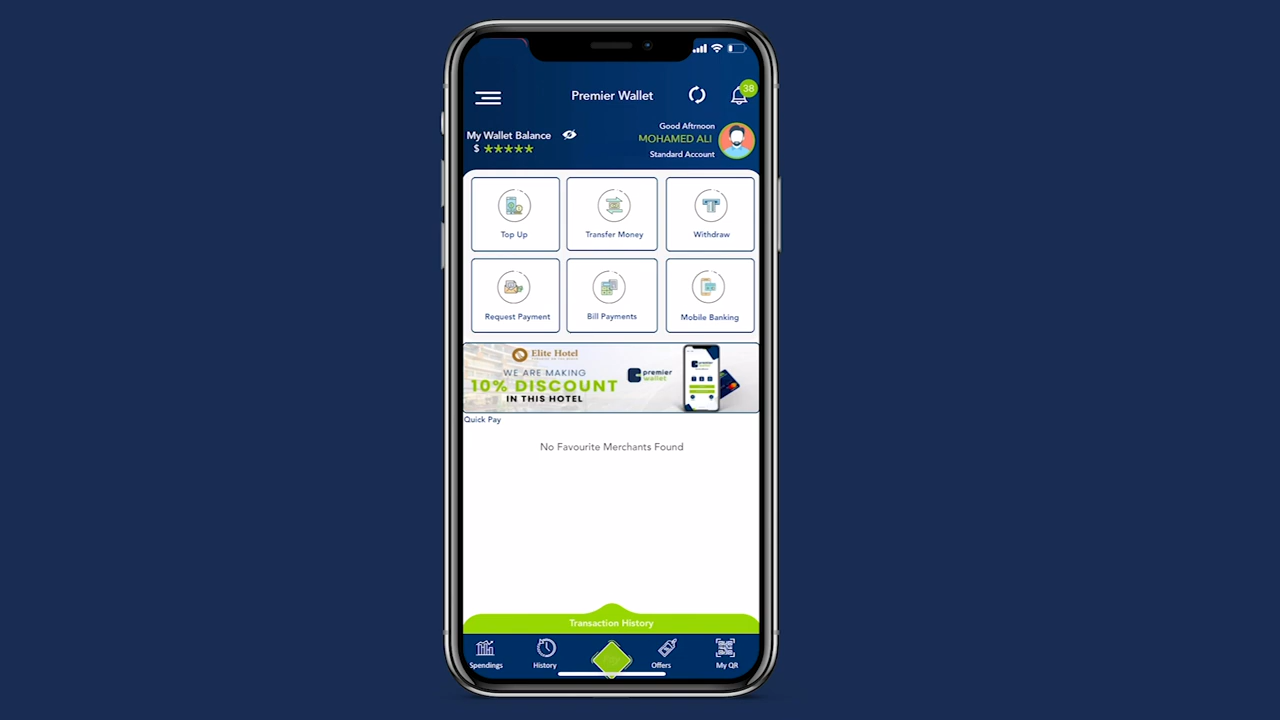 Premier Wallet
38
Good Aftrnoon
My Wallet Balance
MOHAMED ALI
$ *****
Standard Account
Top Up
Transfer Money
Withdraw
Request Payment
Bill Payments
Mobile Banking
Elite Hotel
WE ARE MAKING
10% DISCOUNT
IN THIS HOTEL
premier
wallet
Quick Pay
No Favourite Merchants Found
Transaction History
Spendings
History
Offers
My QR